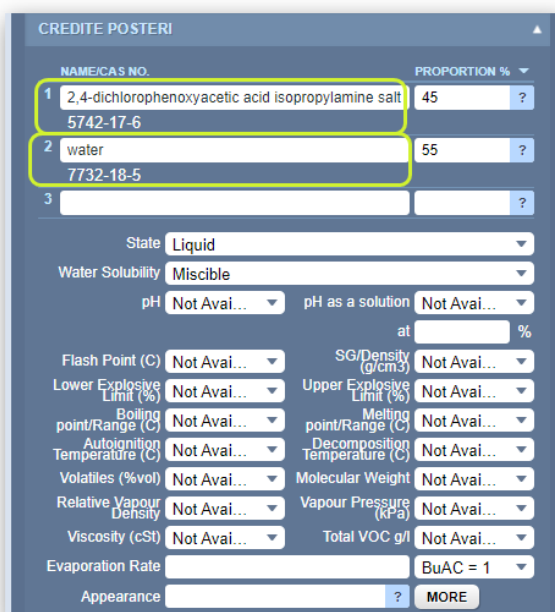 CREDITE POSTERI
NAME/CAS NO. PROPORTION %
1 2,4-dichlorophenoxyacetic acid isopropylamine salt 45 ?
5742-17-6
2 water 55 ?
7732-18-5
3 ?
State Liquid
Water Solubility Miscible
pH Not Avai... pH as a solution Not Avai...
at %
Flash Point (C) Not Avai... SG/Density (g/cm3) Not Avai...
Lower Explosive Limit (%) Not Avai... Upper Explosive Limit (%) Not Avai...
Boiling point/Range (C) Not Avai... Melting point/Range (C) Not Avai...
Autoignition Temperature (C) Not Avai... Decomposition Temperature (C) Not Avai...
Volatiles (%vol) Not Avai... Molecular Weight Not Avai...
Relative Vapour Density Not Avai... Vapour Pressure (kPa) Not Avai...
Viscosity (cSt) Not Avai... Total VOC g/l Not Avai...
Evaporation Rate BuAC = 1
Appearance ? MORE